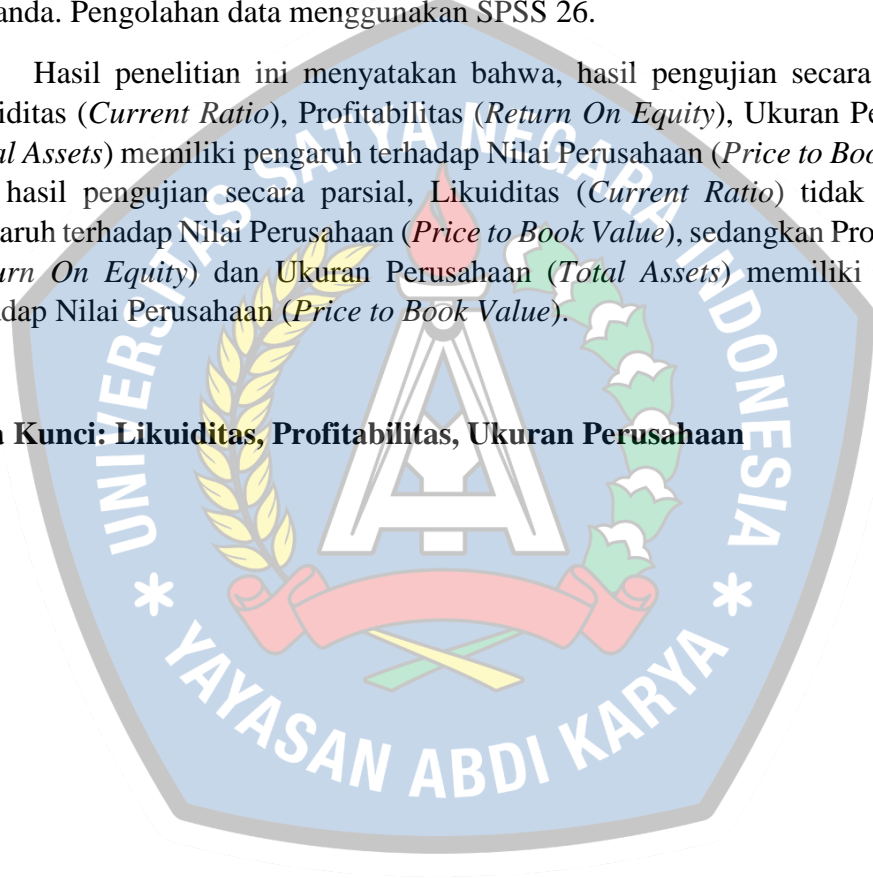 anda. Pengolahan data menggunakan SPSS 26.
Hasil penelitian ini menyatakan bahwa, hasil pengujian secara
iditas (Current Ratio), Profitabilitas (Return On Equity), Ukuran Pe
al Assets) memiliki pengaruh terhadap Nilai Perusahaan (Price to Boo
hasil pengujian secara parsial, Likuiditas (Current Ratio) tidak
aruh terhadap Nilai Perusahaan (Price to Book Value), sedangkan Pro
urn On Equity) dan Ukuran Perusahaan (Total Assets) memiliki
adap Nilai Perusahaan (Price to Book Value).
a Kunci: Likuiditas, Profitabilitas, Ukuran Perusahaan
UNIVERSITAS SATYA NEGARA INDONESIA
* YAYASAN ABDI KARYA *